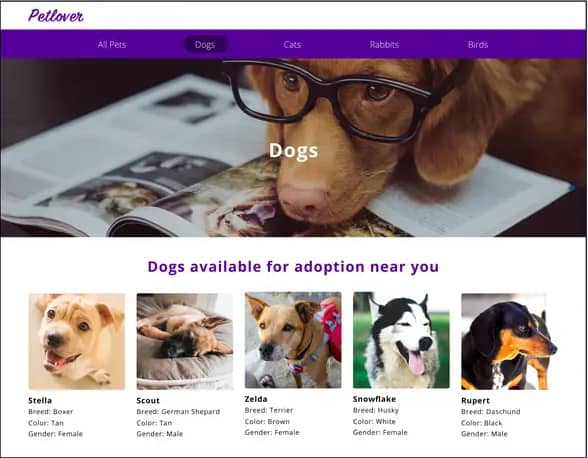 Petlover
All Pets Dogs Cats Rabbits Birds
Dogs
Dogs available for adoption near you
Stella
Breed: Boxer
Color: Tan
Gender: Female
Scout
Breed: German Shepard
Color: Tan
Gender: Male
Zelda
Breed: Terrier
Color: Brown
Gender: Female
Snowflake
Breed: Husky
Color: White
Gender: Female
Rupert
Breed: Daschund
Color: Black
Gender: Male